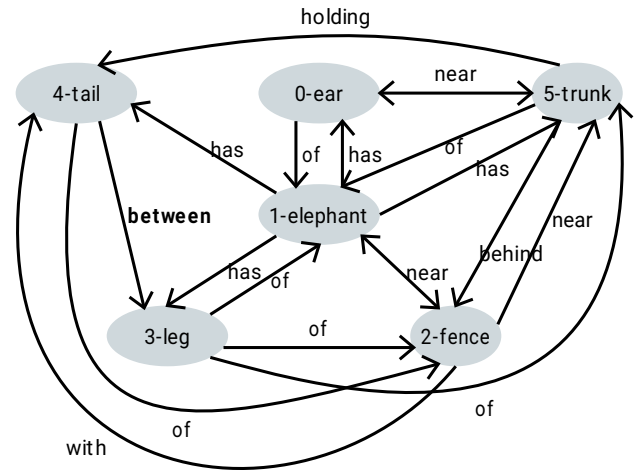 holding
4-tail
0-ear
near
5-trunk
has
of
has
of
has
1-elephant
between
near
behind
near
has
of
3-leg
of
2-fence
of
of
with